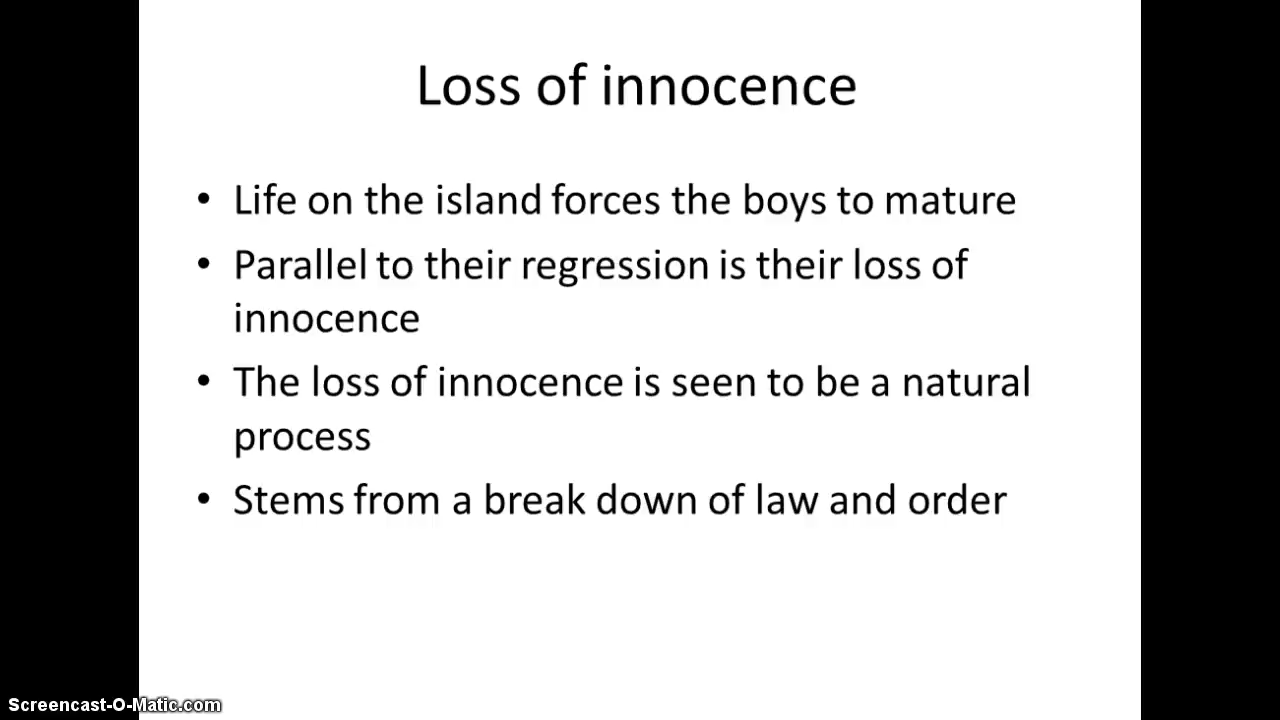 Loss of innocence
• Life on the island forces the boys to mature
• Parallel to their regression is their loss of
innocence
• The loss of innocence is seen to be a natural
process
• Stems from a break down of law and order
Screencast-O-Matic.com